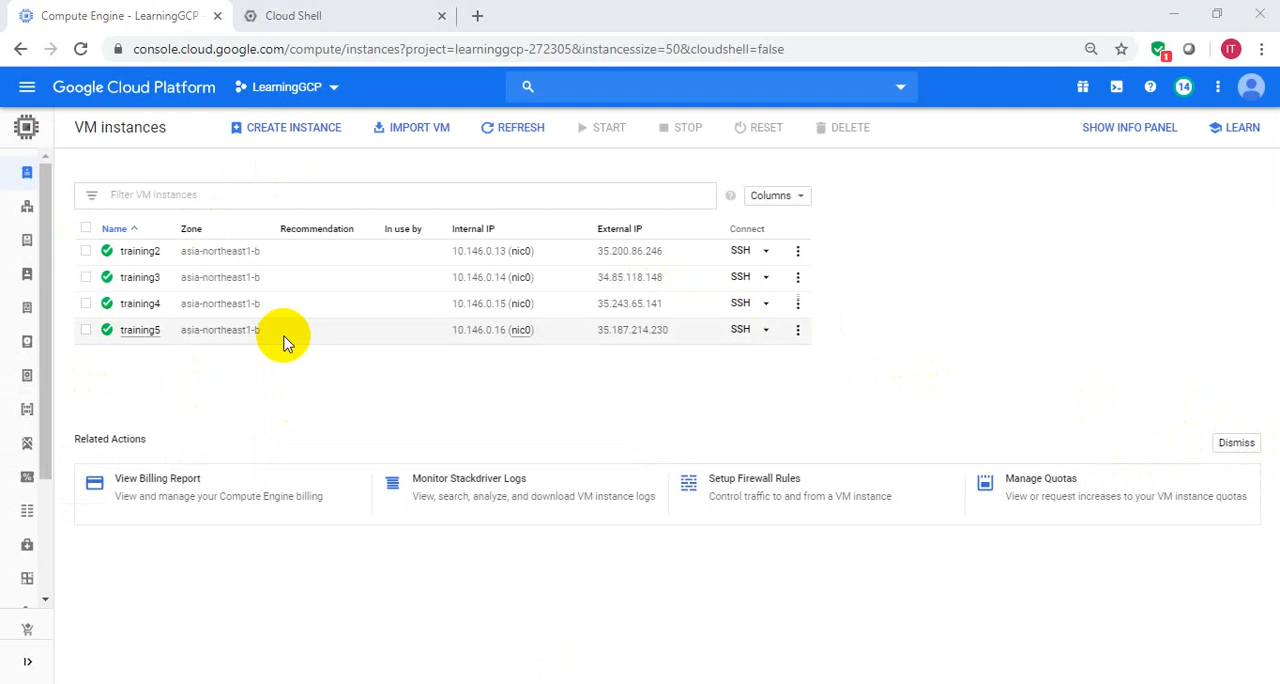 Compute Engine - LearningGCP
Cloud Shell
console.cloud.google.com/compute/instances?project=learninggcp-272305&instancessize=50&cloudshell=false
1
IT
Google Cloud Platform
LearningGCP
14
VM instances
CREATE INSTANCE
IMPORT VM
REFRESH
START
STOP
RESET
DELETE
SHOW INFO PANEL
LEARN
Filter VM instances
Columns
Name Zone Recommendation In use by Internal IP External IP Connect
training2 asia-northeast1-b 10.146.0.13 (nic0) 35.200.86.246 SSH
training3 asia-northeast1-b 10.146.0.14 (nic0) 34.85.118.148 SSH
training4 asia-northeast1-b 10.146.0.15 (nic0) 35.243.65.141 SSH
training5 asia-northeast1-b 10.146.0.16 (nic0) 35.187.214.230 SSH
Related Actions
Dismiss
View Billing Report
View and manage your Compute Engine billing
Monitor Stackdriver Logs
View, search, analyze, and download VM instance logs
Setup Firewall Rules
Control traffic to and from a VM instance
Manage Quotas
View or request increases to your VM instance quotas